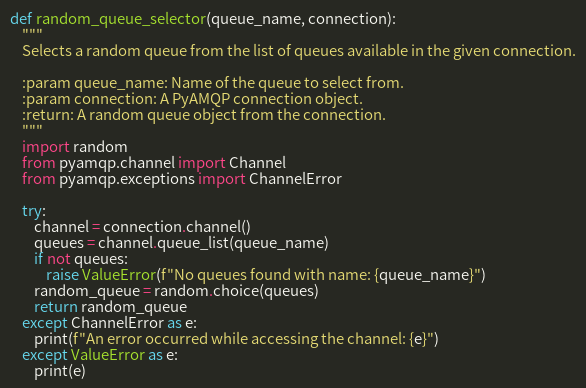 def random_queue_selector(queue_name, connection):
    """
    Selects a random queue from the list of queues available in the given connection.

    :param queue_name: Name of the queue to select from.
    :param connection: A PyAMQP connection object.
    :return: A random queue object from the connection.
    """
    import random
    from pyamqp.channel import Channel
    from pyamqp.exceptions import ChannelError

    try:
        channel = connection.channel()
        queues = channel.queue_list(queue_name)
        if not queues:
            raise ValueError(f"No queues found with name: {queue_name}")
        random_queue = random.choice(queues)
        return random_queue
    except ChannelError as e:
        print(f"An error occurred while accessing the channel: {e}")
    except ValueError as e:
        print(e)